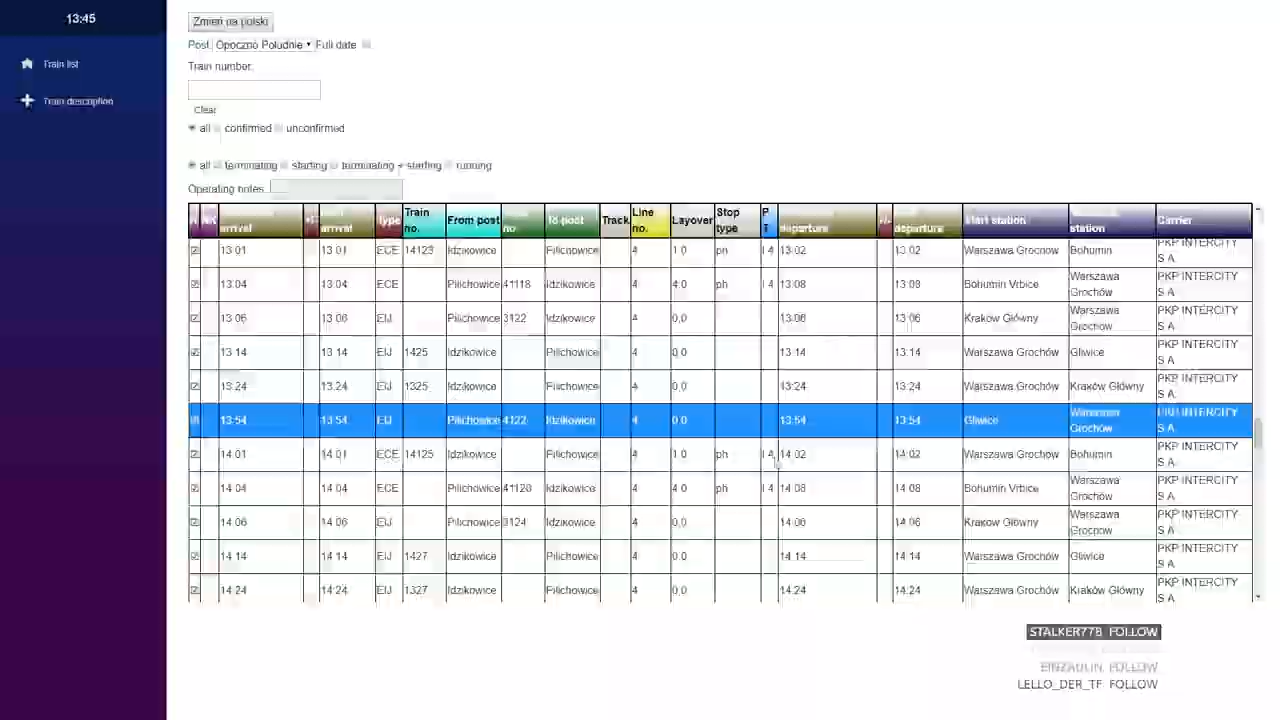 13:45
Train list
Train description
Zmień na polski
Post: Opoczno Południe Full date
Train number:
Clear
all confirmed unconfirmed
all terminating starting terminating + starting running
Operating notes
arrival arrival Type Train no. From post no To post Track Line no. Layover Stop type P T departure +/- departure Start station station Carrier
13:01 13:01 ECE 14123 Idzikowice Pilichowice 4 1.0 ph I 4 13:02 13:02 Warszawa Grochów Bohumin PKP INTERCITY S.A.
13:04 13:04 ECE Pilichowice 41118 Idzikowice 4 4.0 ph I 4 13:08 13:08 Bohumin Vrbice Warszawa Grochów PKP INTERCITY S.A.
13:06 13:06 EIJ Pilichowice 3122 Idzikowice 4 0.0 13:06 13:06 Kraków Główny Warszawa Grochów PKP INTERCITY S.A.
13:14 13:14 EIJ 1425 Idzikowice Pilichowice 4 0.0 13:14 13:14 Warszawa Grochów Gliwice PKP INTERCITY S.A.
13:24 13:24 EIJ 1325 Idzikowice Pilichowice 4 0.0 13:24 13:24 Warszawa Grochów Kraków Główny PKP INTERCITY S.A.
13:54 13:54 EIJ Pilichowice 4122 Idzikowice 4 0.0 13:54 13:54 Gliwice Warszawa Grochów PKP INTERCITY S.A.
14:01 14:01 ECE 14125 Idzikowice Pilichowice 4 1.0 ph I 4 14:02 14:02 Warszawa Grochów Bohumin PKP INTERCITY S.A.
14:04 14:04 ECE Pilichowice 41120 Idzikowice 4 4.0 ph I 4 14:08 14:08 Bohumin Vrbice Warszawa Grochów PKP INTERCITY S.A.
14:06 14:06 EIJ Pilichowice 3124 Idzikowice 4 0.0 14:06 14:06 Kraków Główny Warszawa Grochów PKP INTERCITY S.A.
14:14 14:14 EIJ 1427 Idzikowice Pilichowice 4 0.0 14:14 14:14 Warszawa Grochów Gliwice PKP INTERCITY S.A.
14:24 14:24 EIJ 1327 Idzikowice Pilichowice 4 0.0 14:24 14:24 Warszawa Grochów Kraków Główny PKP INTERCITY S.A.
STALKER778 FOLLOW
EINZAULIN FOLLOW
LELLO_DER_TF FOLLOW